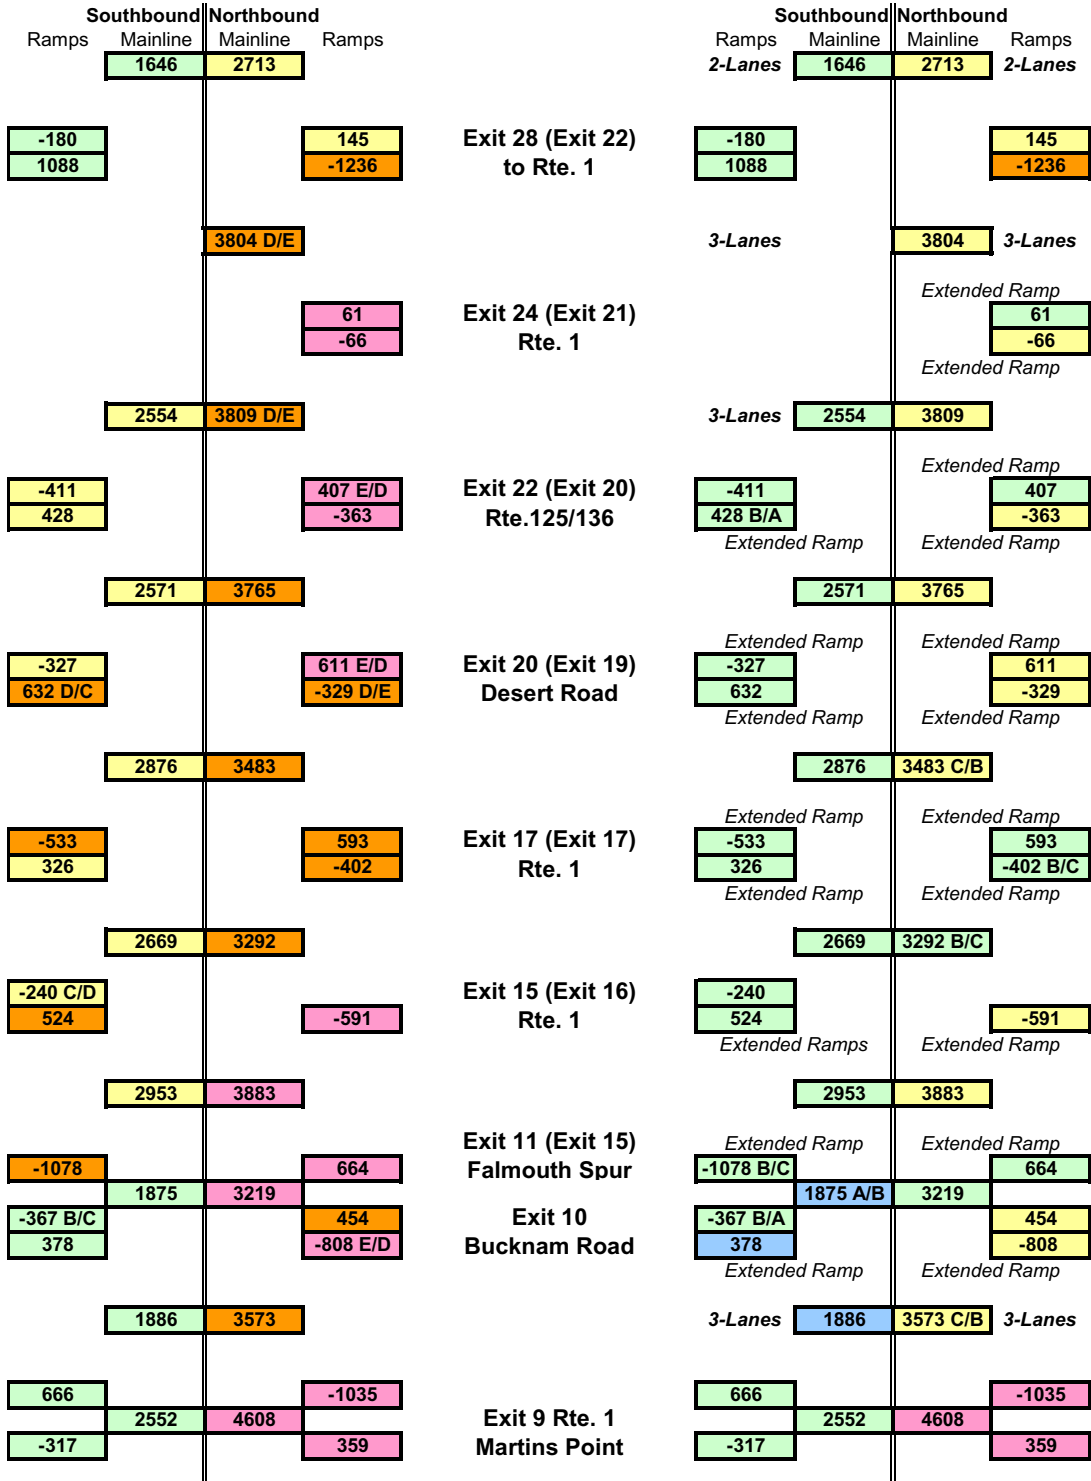 Southbound Northbound Southbound Northbound
Ramps Mainline Mainline Ramps Ramps Mainline Mainline Ramps
1646 2713 2-Lanes 1646 2713 2-Lanes
-180 145 Exit 28 (Exit 22) -180 145
1088 -1236 to Rte. 1 1088 -1236
3804 D/E 3-Lanes 3804 3-Lanes
Extended Ramp
61 Exit 24 (Exit 21) 61
-66 Rte. 1 -66
Extended Ramp
2554 3809 D/E 3-Lanes 2554 3809
Extended Ramp
-411 407 E/D Exit 22 (Exit 20) -411 407
428 -363 Rte.125/136 428 B/A -363
Extended Ramp Extended Ramp
2571 3765 2571 3765
Extended Ramp Extended Ramp
-327 611 E/D Exit 20 (Exit 19) -327 611
632 D/C -329 D/E Desert Road 632 -329
Extended Ramp Extended Ramp
2876 3483 2876 3483 C/B
Extended Ramp Extended Ramp
-533 593 Exit 17 (Exit 17) -533 593
326 -402 Rte. 1 326 -402 B/C
Extended Ramp Extended Ramp
2669 3292 2669 3292 B/C
-240 C/D Exit 15 (Exit 16) -240
524 -591 Rte. 1 524 -591
Extended Ramps Extended Ramp
2953 3883 2953 3883
Exit 11 (Exit 15) Extended Ramp Extended Ramp
-1078 664 Falmouth Spur -1078 B/C 664
1875 3219 1875 A/B 3219
-367 B/C 454 Exit 10 -367 B/A 454
378 -808 E/D Bucknam Road 378 -808
Extended Ramp Extended Ramp
1886 3573 3-Lanes 1886 3573 C/B 3-Lanes
666 -1035 666 -1035
2552 4608 Exit 9 Rte. 1 2552 4608
-317 359 Martins Point -317 359